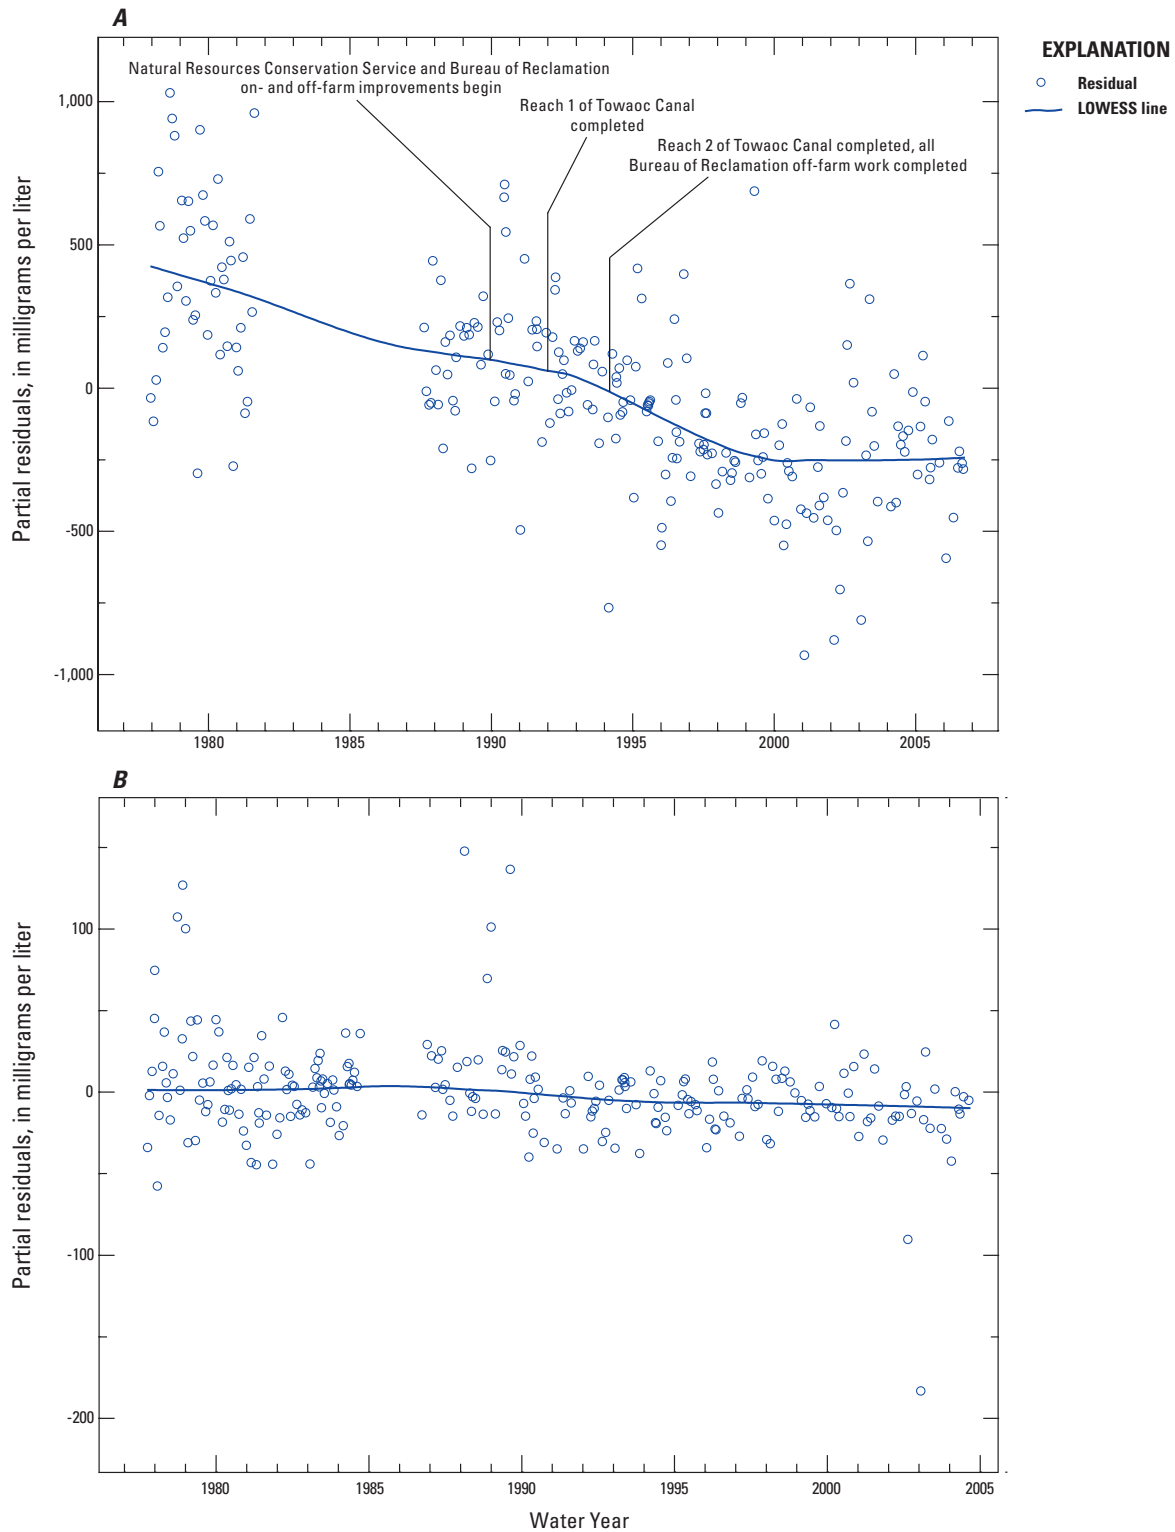 A
EXPLANATION
Residual
LOWESS line
Natural Resources Conservation Service and Bureau of Reclamation
on- and off-farm improvements begin
Reach 1 of Towaoc Canal
completed
Reach 2 of Towaoc Canal completed, all
Bureau of Reclamation off-farm work completed
Partial residuals, in milligrams per liter
1,000
500
0
-500
-1,000
1980 1985 1990 1995 2000 2005
B
Partial residuals, in milligrams per liter
100
0
-100
-200
1980 1985 1990 1995 2000 2005
Water Year